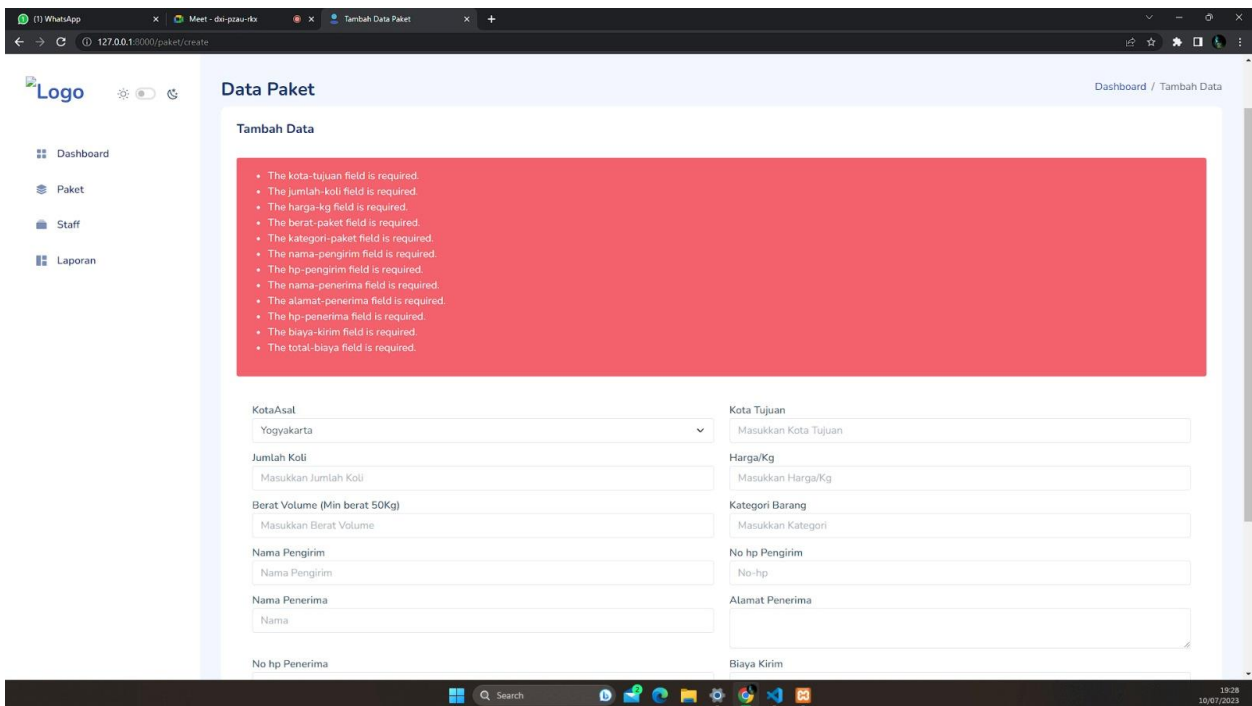 (1) WhatsApp
Meet - dxi-pzau-rkx
Tambah Data Paket
127.0.0.1:8000/paket/create
Logo
Data Paket
Dashboard / Tambah Data
Tambah Data
Dashboard
Paket
Staff
Laporan
• The kota-tujuan field is required.
• The jumlah-koli field is required.
• The harga-kg field is required.
• The berat-paket field is required.
• The kategori-paket field is required.
• The nama-pengirim field is required.
• The hp-pengirim field is required.
• The nama-penerima field is required.
• The alamat-penerima field is required.
• The hp-penerima field is required.
• The biaya-kirim field is required.
• The total-biaya field is required.
KotaAsal
Kota Tujuan
Yogyakarta
Masukkan Kota Tujuan
Jumlah Koli
Harga/Kg
Masukkan Jumlah Koli
Masukkan Harga/Kg
Berat Volume (Min berat 50Kg)
Kategori Barang
Masukkan Berat Volume
Masukkan Kategori
Nama Pengirim
No hp Pengirim
Nama Pengirim
No-hp
Nama Penerima
Alamat Penerima
Nama
No hp Penerima
Biaya Kirim
Search
19:28
10/07/2023